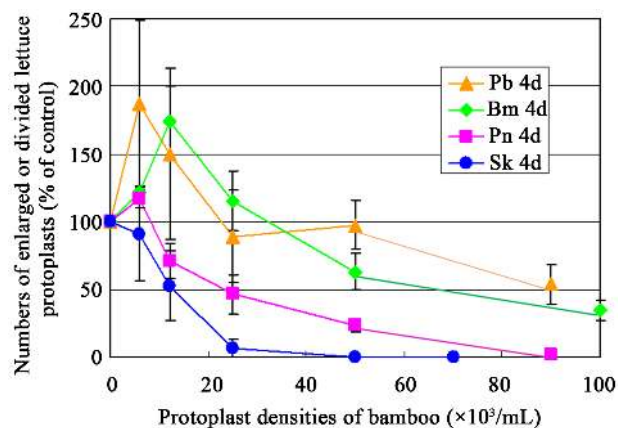 Numbers of enlarged or divided lettuce
protoplasts (% of control)
250
200
150
100
50
0
Pb 4d
Bm 4d
Pn 4d
Sk 4d
0 20 40 60 80 100
Protoplast densities of bamboo (×10³/mL)